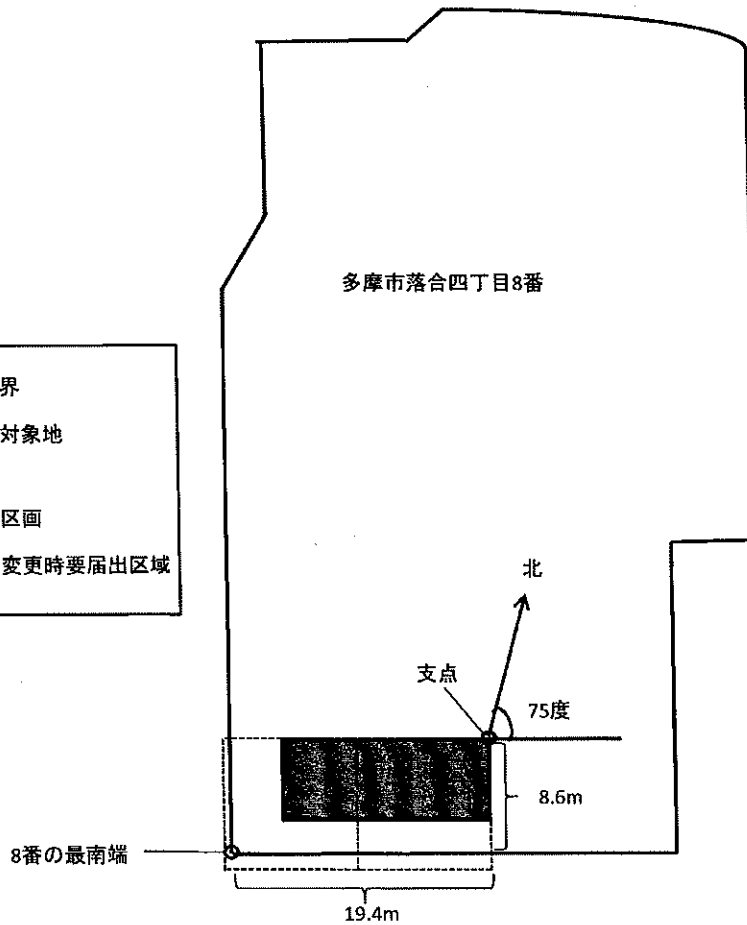 多摩市落合四丁目8番
界
対象地
区画
変更時要届出区域
北
支点
75度
8.6m
8番の最南端
19.4m